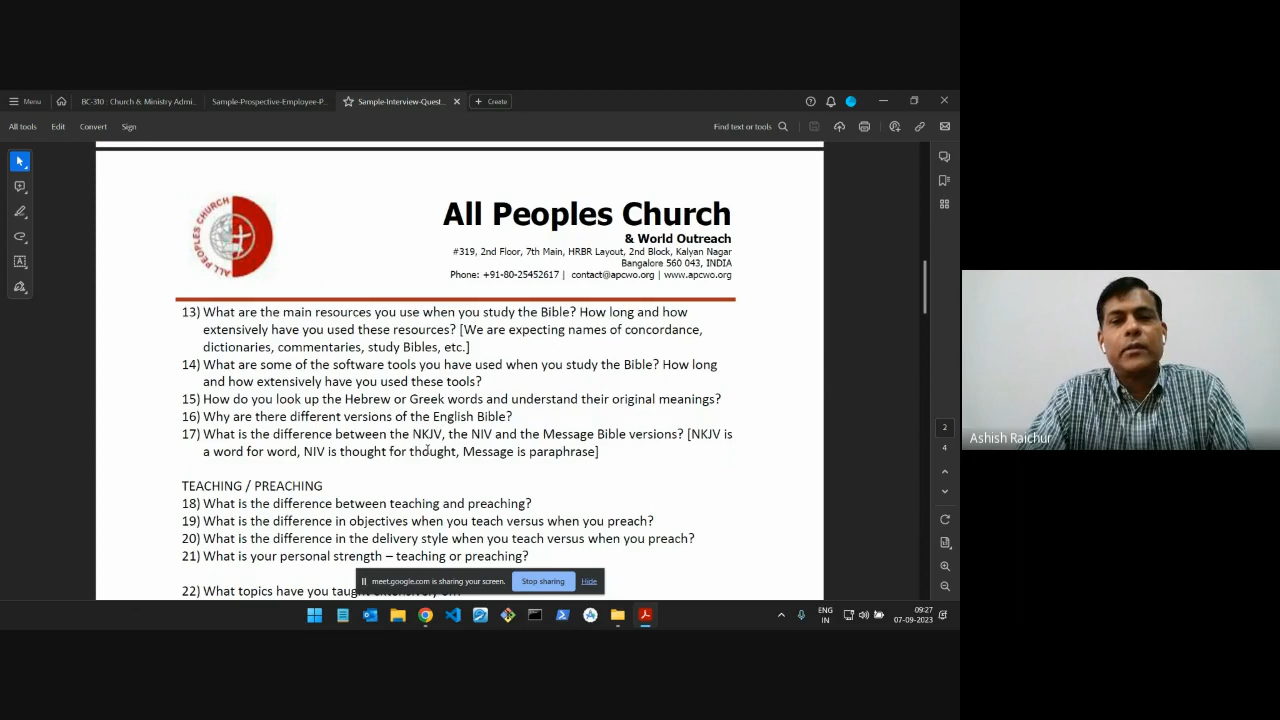 Menu
BC-310 : Church & Ministry Admi...
Sample-Prospective-Employee-P...
Sample-Interview-Quest...
Create
All tools
Edit
Convert
Sign
Find text or tools
ALL PEOPLES CHURCH
All Peoples Church
& World Outreach
#319, 2nd Floor, 7th Main, HRBR Layout, 2nd Block, Kalyan Nagar
Bangalore 560 043, INDIA
Phone: +91-80-25452617 | contact@apcwo.org | www.apcwo.org
13) What are the main resources you use when you study the Bible? How long and how
extensively have you used these resources? [We are expecting names of concordance,
dictionaries, commentaries, study Bibles, etc.]
14) What are some of the software tools you have used when you study the Bible? How long
and how extensively have you used these tools?
15) How do you look up the Hebrew or Greek words and understand their original meanings?
16) Why are there different versions of the English Bible?
17) What is the difference between the NKJV, the NIV and the Message Bible versions? [NKJV is
a word for word, NIV is thought for thought, Message is paraphrase]
TEACHING / PREACHING
18) What is the difference between teaching and preaching?
19) What is the difference in objectives when you teach versus when you preach?
20) What is the difference in the delivery style when you teach versus when you preach?
21) What is your personal strength – teaching or preaching?
22) What topics have you taught
meet.google.com is sharing your screen.
Stop sharing
Hide
2
4
ENG
IN
09:27
07-09-2023
Ashish Raichur